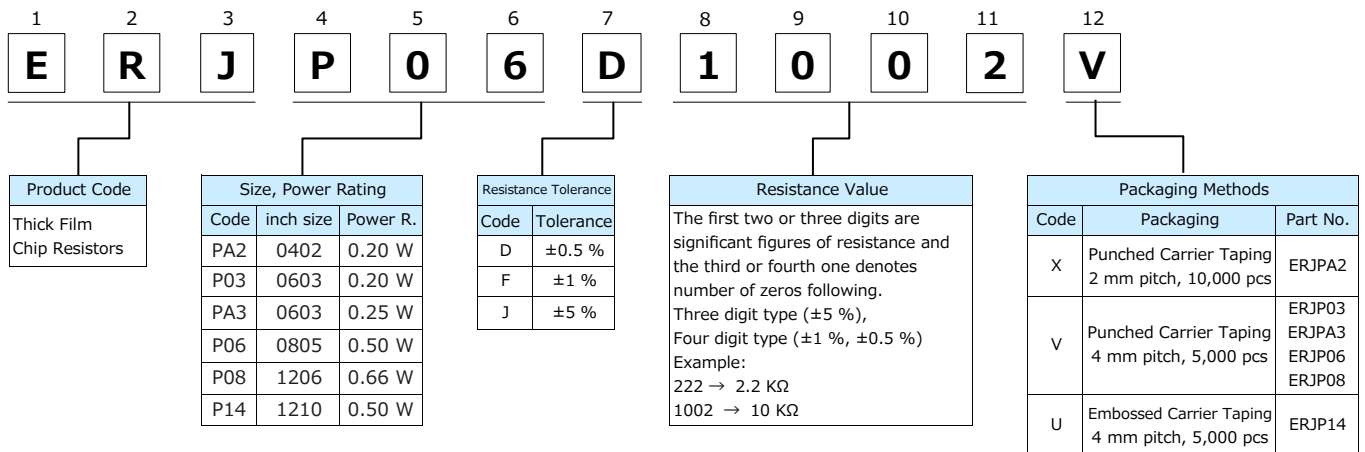 1 2 3 4 5 6 7 8 9 10 11 12
E R J P 0 6 D 1 0 0 2 V
Product Code
Thick Film
Chip Resistors
Size, Power Rating
Code inch size Power R.
PA2 0402 0.20 W
P03 0603 0.20 W
PA3 0603 0.25 W
P06 0805 0.50 W
P08 1206 0.66 W
P14 1210 0.50 W
Resistance Tolerance
Code Tolerance
D ±0.5 %
F ±1 %
J ±5 %
Resistance Value
The first two or three digits are
significant figures of resistance and
the third or fourth one denotes
number of zeros following.
Three digit type (±5 %),
Four digit type (±1 %, ±0.5 %)
Example:
222 → 2.2 KΩ
1002 → 10 KΩ
Packaging Methods
Code Packaging Part No.
X Punched Carrier Taping
2 mm pitch, 10,000 pcs ERJPA2
V Punched Carrier Taping
4 mm pitch, 5,000 pcs
ERJP03
ERJPA3
ERJP06
ERJP08
U Embossed Carrier Taping
4 mm pitch, 5,000 pcs ERJP14